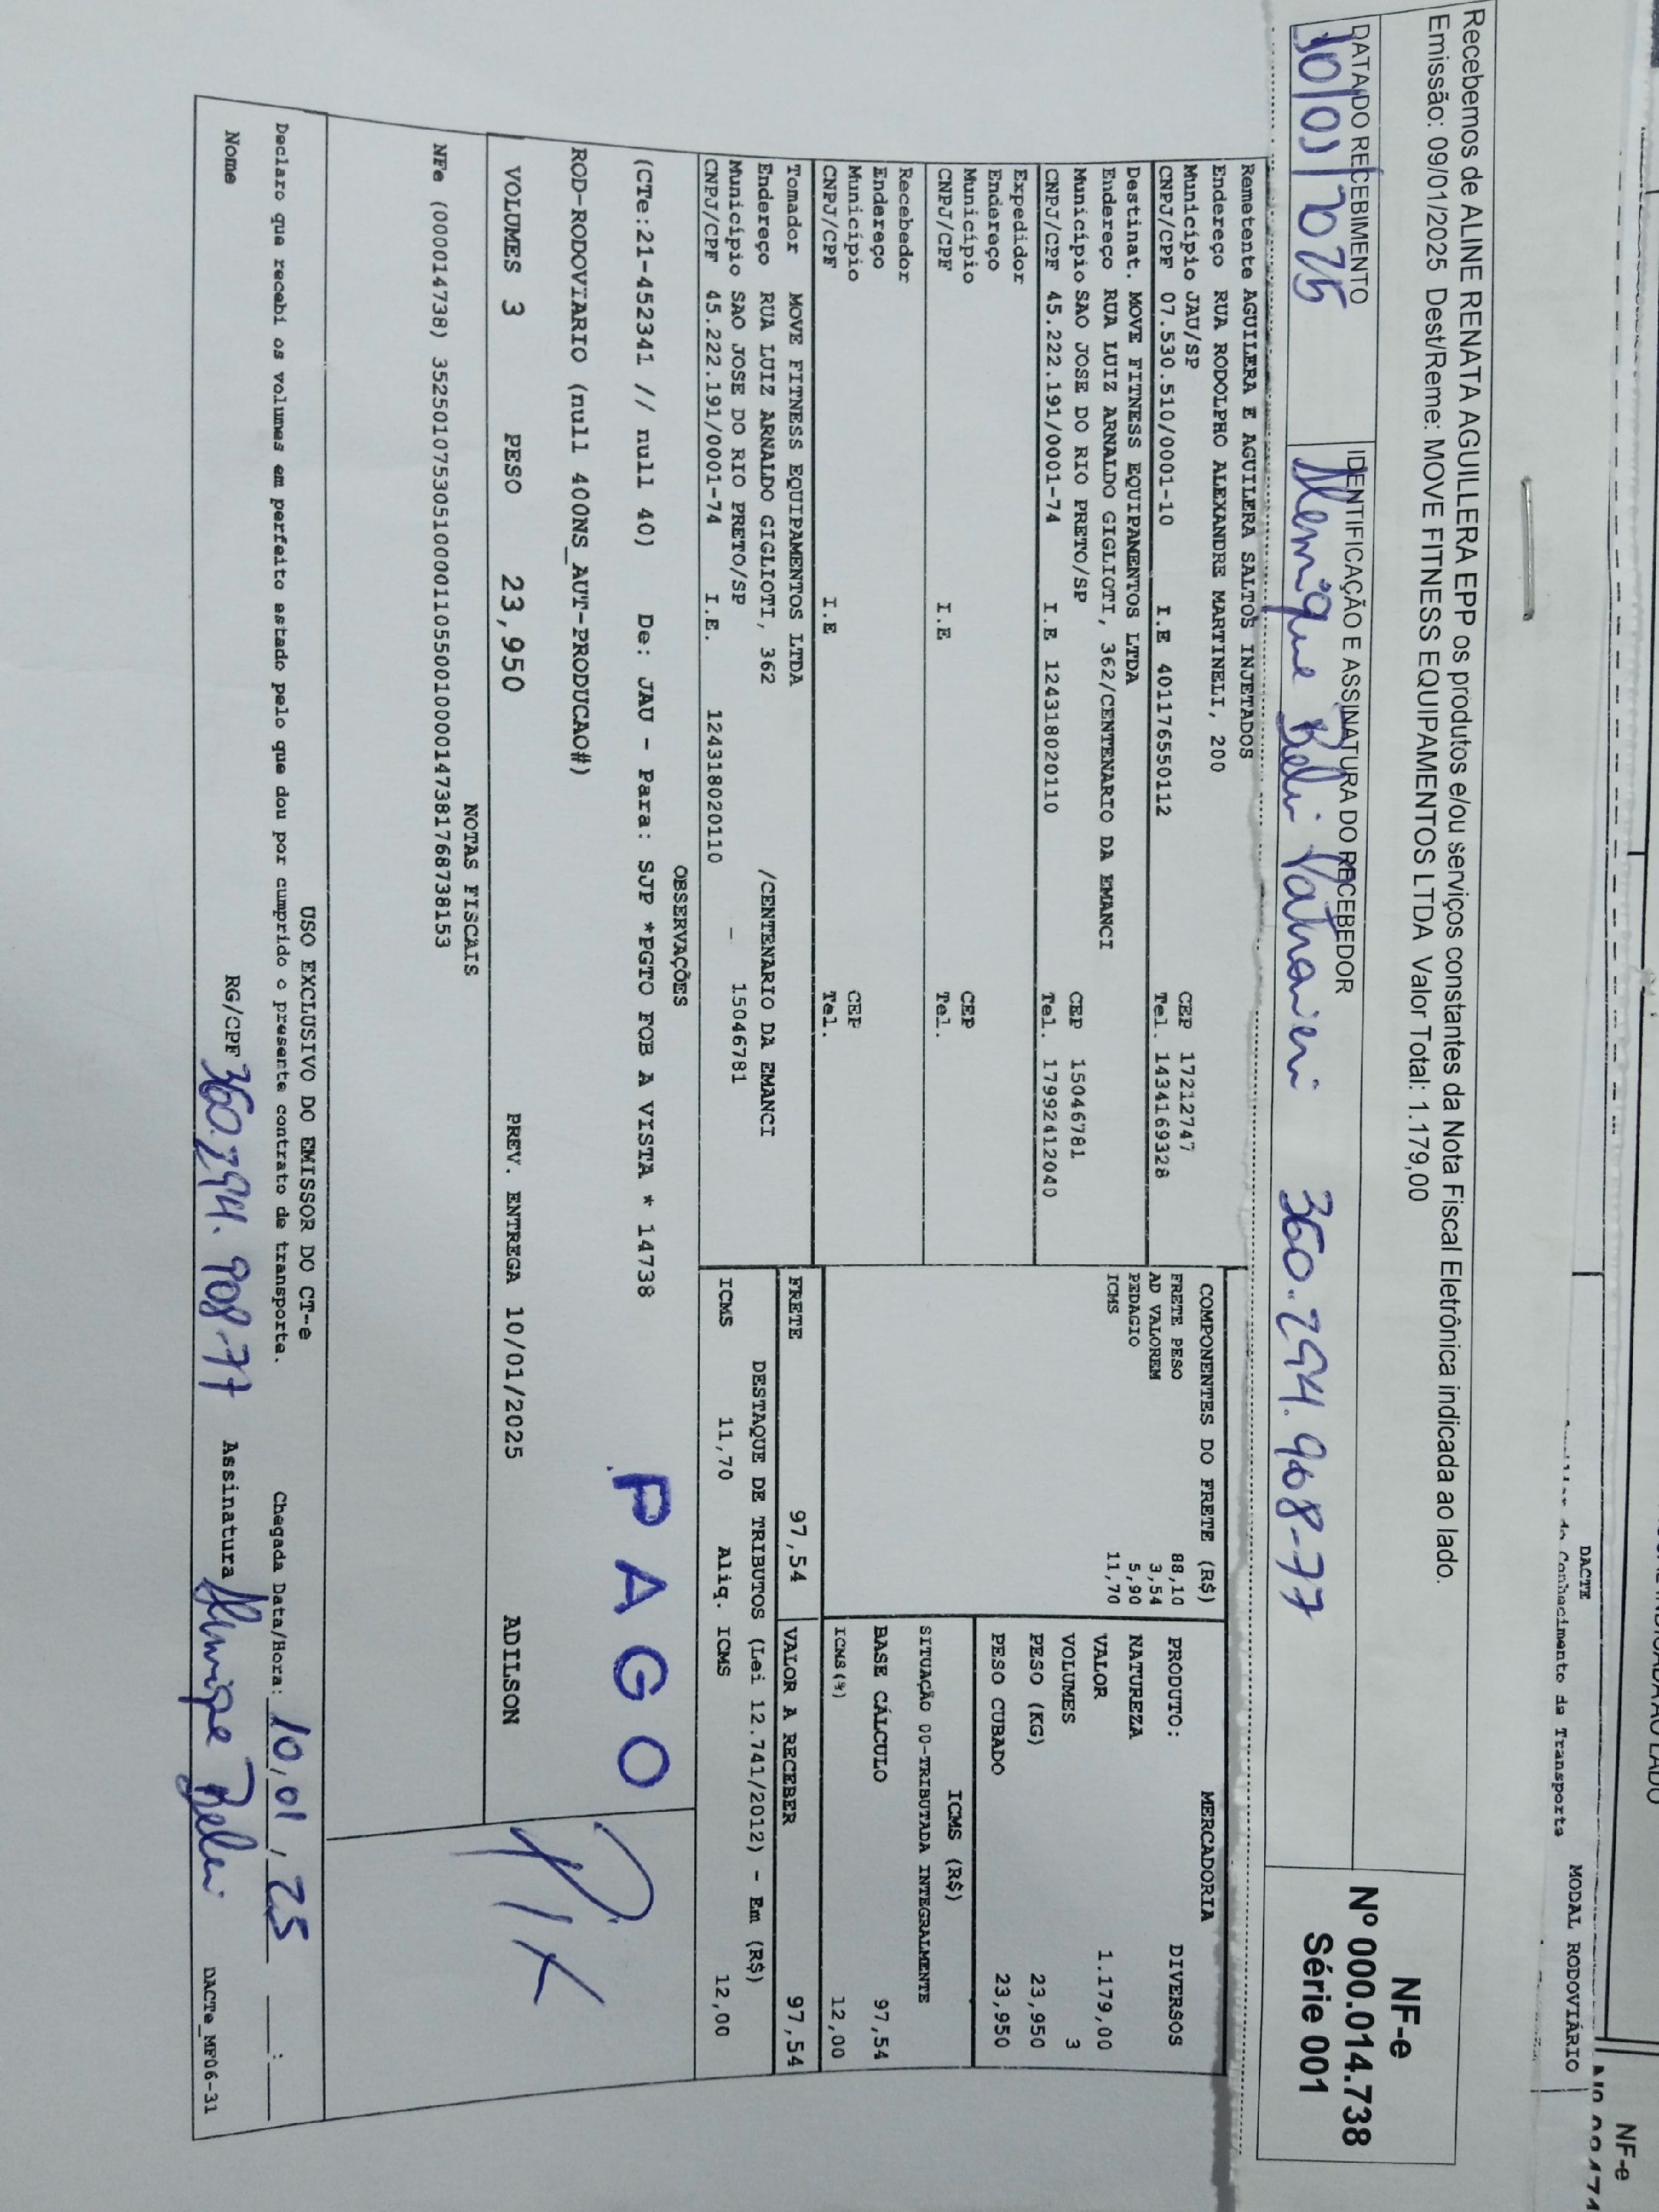 Recebemos de ALINE RENATA AGUILLERA EPP os produtos e/ou serviços constantes da Nota Fiscal Eletrônica indicada ao lado.
Emissão: 09/01/2025 Dest/Reme: MOVE FITNESS EQUIPAMENTOS LTDA Valor Total: 1.179,00
DATA DO RECEBIMENTO
IDENTIFICAÇÃO E ASSINATURA DO RECEBEDOR
10/01/2025
360.294.908-77
NF-e
Nº 000.014.738
Série 001
DACTE
MODAL RODOVIÁRIO
do Conhecimento de Transporte
NF-e
Remetente AGUILERA E AGUILERA SALTOS INJETADOS
Endereço RUA RODOLPHO ALEXANDRE MARTINELI, 200
Município JAU/SP CEP 17212747
CNPJ/CPF 07.530.510/0001-10 I.E 401176550112 Tel. 1434169328
Destinat. MOVE FITNESS EQUIPAMENTOS LTDA
Endereço RUA LUIZ ARNALDO GIGLIOTI, 362/CENTENARIO DA EMANCI
Município SAO JOSE DO RIO PRETO/SP CEP 15046781
CNPJ/CPF 45.222.191/0001-74 I.E 124318020110 Tel. 17992412040
Expedidor
Endereço
Município CEP
CNPJ/CPF I.E Tel.
Recebedor
Endereço
Município CEP
CNPJ/CPF I.E Tel.
Tomador MOVE FITNESS EQUIPAMENTOS LTDA
Endereço RUA LUIZ ARNALDO GIGLIOTI, 362 /CENTENARIO DA EMANCI
Município SAO JOSE DO RIO PRETO/SP - 15046781
CNPJ/CPF 45.222.191/0001-74 I.E. 124318020110
COMPONENTES DO FRETE (R$)
FRETE PESO 88,10
AD VALOREM 3,54
PEDAGIO 5,90
ICMS 11,70
MERCADORIA
PRODUTO: DIVERSOS
NATUREZA
VALOR 1.179,00
VOLUMES 3
PESO (KG) 23,950
PESO CUBADO 23,950
ICMS (R$)
SITUAÇÃO 00-TRIBUTADA INTEGRALMENTE
BASE CÁLCULO 97,54
ICMS(%) 12,00
FRETE 97,54 VALOR A RECEBER 97,54
DESTAQUE DE TRIBUTOS (Lei 12.741/2012) - Em (R$)
ICMS 11,70 Aliq. ICMS 12,00
OBSERVAÇÕES
(CTe:21-452341 // null 40) De: JAU - Para: SJP *PGTO FOB A VISTA * 14738
ROD-RODOVIARIO (null 400NS_AUT-PRODUCAO#)
PAGO
PIX
VOLUMES 3 PESO 23,950 PREV. ENTREGA 10/01/2025 ADILSON
NOTAS FISCAIS
NFe (000014738) 35250107530510000110550010000147381768738153
USO EXCLUSIVO DO EMISSOR DO CT-e
Declaro que recebi os volumes em perfeito estado pelo que dou por cumprido o presente contrato de transporte. Chegada Data/Hora: 10/01/25 :
Nome RG/CPF 360.294.908-77 Assinatura DACTe_MF06-31